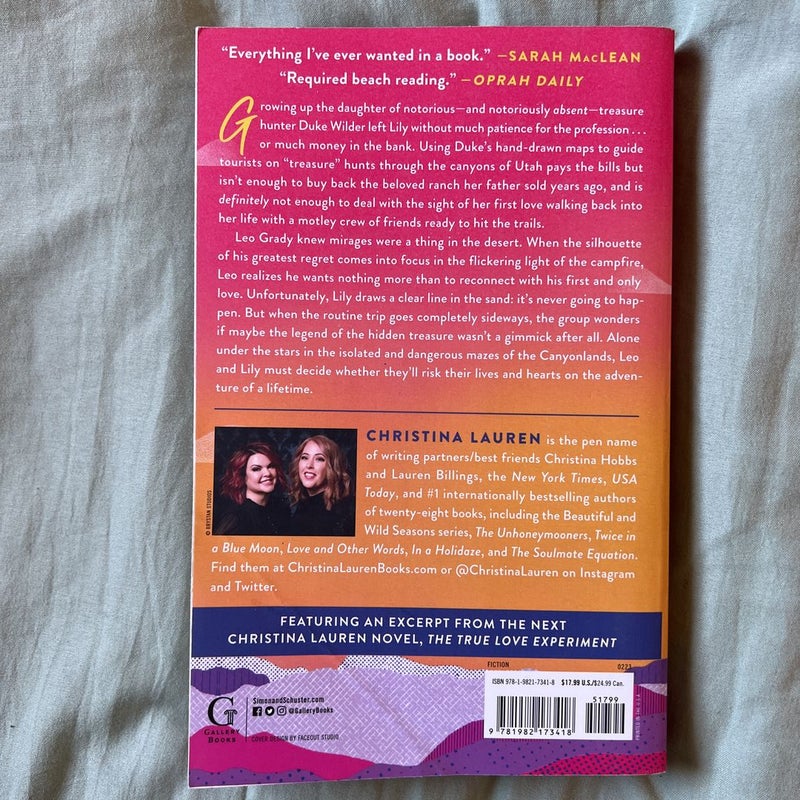 “Everything I’ve ever wanted in a book.” —SARAH MACLEAN
“Required beach reading.” —OPRAH DAILY
Growing up the daughter of notorious—and notoriously absent—treasure
hunter Duke Wilder left Lily without much patience for the profession . . .
or much money in the bank. Using Duke’s hand-drawn maps to guide
tourists on “treasure” hunts through the canyons of Utah pays the bills but
isn’t enough to buy back the beloved ranch her father sold years ago, and is
definitely not enough to deal with the sight of her first love walking back into
her life with a motley crew of friends ready to hit the trails.
Leo Grady knew mirages were a thing in the desert. When the silhouette
of his greatest regret comes into focus in the flickering light of the campfire,
Leo realizes he wants nothing more than to reconnect with his first and only
love. Unfortunately, Lily draws a clear line in the sand: it’s never going to hap-
pen. But when the routine trip goes completely sideways, the group wonders
if maybe the legend of the hidden treasure wasn’t a gimmick after all. Alone
under the stars in the isolated and dangerous mazes of the Canyonlands, Leo
and Lily must decide whether they’ll risk their lives and hearts on the adven-
ture of a lifetime.
© BRYSTAN STUDIOS
CHRISTINA LAUREN is the pen name
of writing partners/best friends Christina Hobbs
and Lauren Billings, the New York Times, USA
Today, and #1 internationally bestselling authors
of twenty-eight books, including the Beautiful and
Wild Seasons series, The Unhoneymooners, Twice in
a Blue Moon, Love and Other Words, In a Holidaze, and The Soulmate Equation.
Find them at ChristinaLaurenBooks.com or @ChristinaLauren on Instagram
and Twitter.
FEATURING AN EXCERPT FROM THE NEXT
CHRISTINA LAUREN NOVEL, THE TRUE LOVE EXPERIMENT
FICTION 0223
ISBN 978-1-9821-7341-8 $17.99 U.S./$24.99 Can.
51799
9 781982 173418
PRINTED IN THE U.S.A.
G
GALLERY
BOOKS
SimonandSchuster.com
@GalleryBooks
COVER DESIGN BY FACEOUT STUDIO